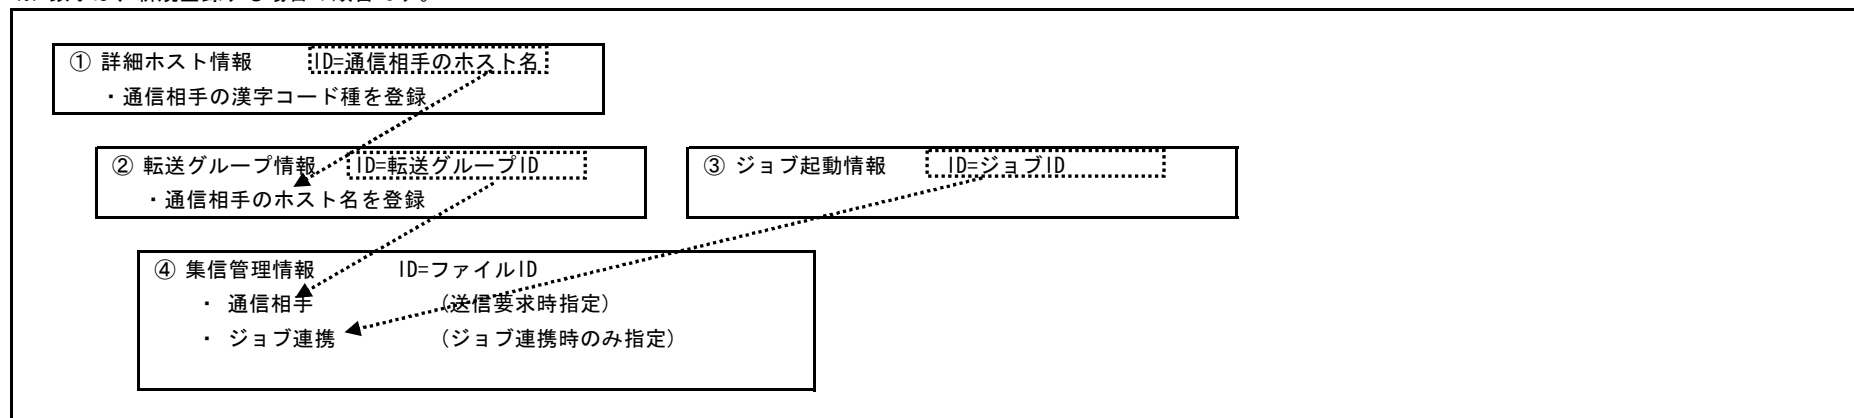 ① 詳細ホスト情報 ID=通信相手のホスト名
・通信相手の漢字コード種を登録
② 転送グループ情報 ID=転送グループID
・通信相手のホスト名を登録
③ ジョブ起動情報 ID=ジョブID
④ 集信管理情報 ID=ファイルID
・ 通信相手 (送信要求時指定)
・ ジョブ連携 (ジョブ連携時のみ指定)